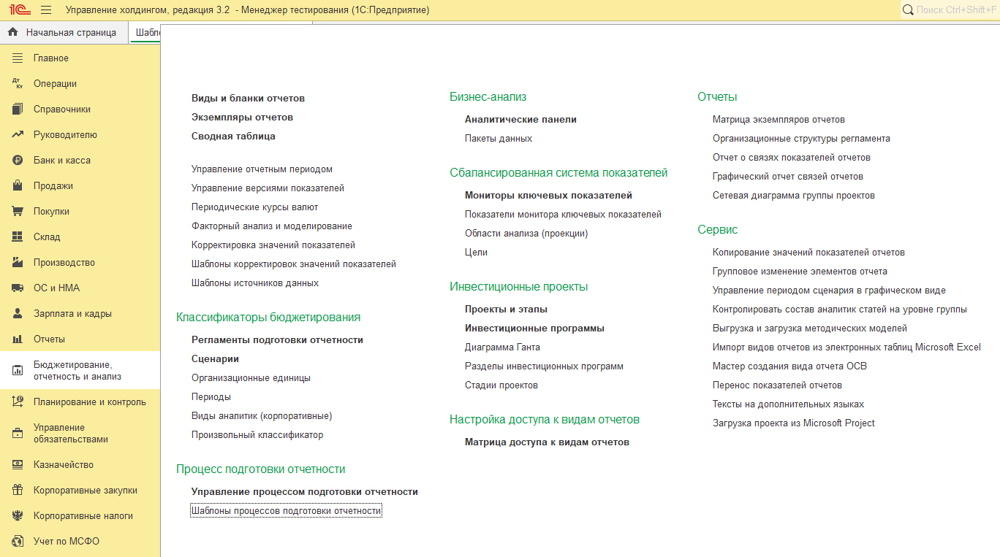 1С Управление холдингом, редакция 3.2 - Менеджер тестирования (1С:Предприятие)
Поиск Ctrl+Shift+F
Начальная страница
Главное
Операции
Справочники
Руководителю
Банк и касса
Продажи
Покупки
Склад
Производство
ОС и НМА
Зарплата и кадры
Отчеты
Бюджетирование,
отчетность и анализ
Планирование и контроль
Управление
обязательствами
Казначейство
Корпоративные закупки
Корпоративные налоги
Учет по МСФО
Виды и бланки отчетов
Экземпляры отчетов
Сводная таблица
Управление отчетным периодом
Управление версиями показателей
Периодические курсы валют
Факторный анализ и моделирование
Корректировка значений показателей
Шаблоны корректировок значений показателей
Шаблоны источников данных
Классификаторы бюджетирования
Регламенты подготовки отчетности
Сценарии
Организационные единицы
Периоды
Виды аналитик (корпоративные)
Произвольный классификатор
Процесс подготовки отчетности
Управление процессом подготовки отчетности
Шаблоны процессов подготовки отчетности
Бизнес-анализ
Аналитические панели
Пакеты данных
Сбалансированная система показателей
Мониторы ключевых показателей
Показатели монитора ключевых показателей
Области анализа (проекции)
Цели
Инвестиционные проекты
Проекты и этапы
Инвестиционные программы
Диаграмма Ганта
Разделы инвестиционных программ
Стадии проектов
Настройка доступа к видам отчетов
Матрица доступа к видам отчетов
Отчеты
Матрица экземпляров отчетов
Организационные структуры регламента
Отчет о связях показателей отчетов
Графический отчет связей отчетов
Сетевая диаграмма группы проектов
Сервис
Копирование значений показателей отчетов
Групповое изменение элементов отчета
Управление периодом сценария в графическом виде
Контролировать состав аналитик статей на уровне группы
Выгрузка и загрузка методических моделей
Импорт видов отчетов из электронных таблиц Microsoft Excel
Мастер создания вида отчета ОСВ
Перенос показателей отчетов
Тексты на дополнительных языках
Загрузка проекта из Microsoft Project